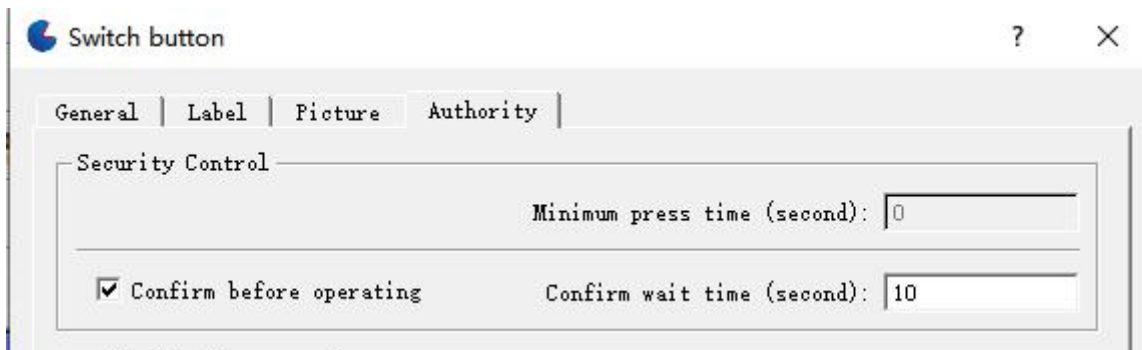 Switch button ? ×
General Label Picture Authority
Security Control
Minimum press time (second): 0
Confirm before operating Confirm wait time (second): 10